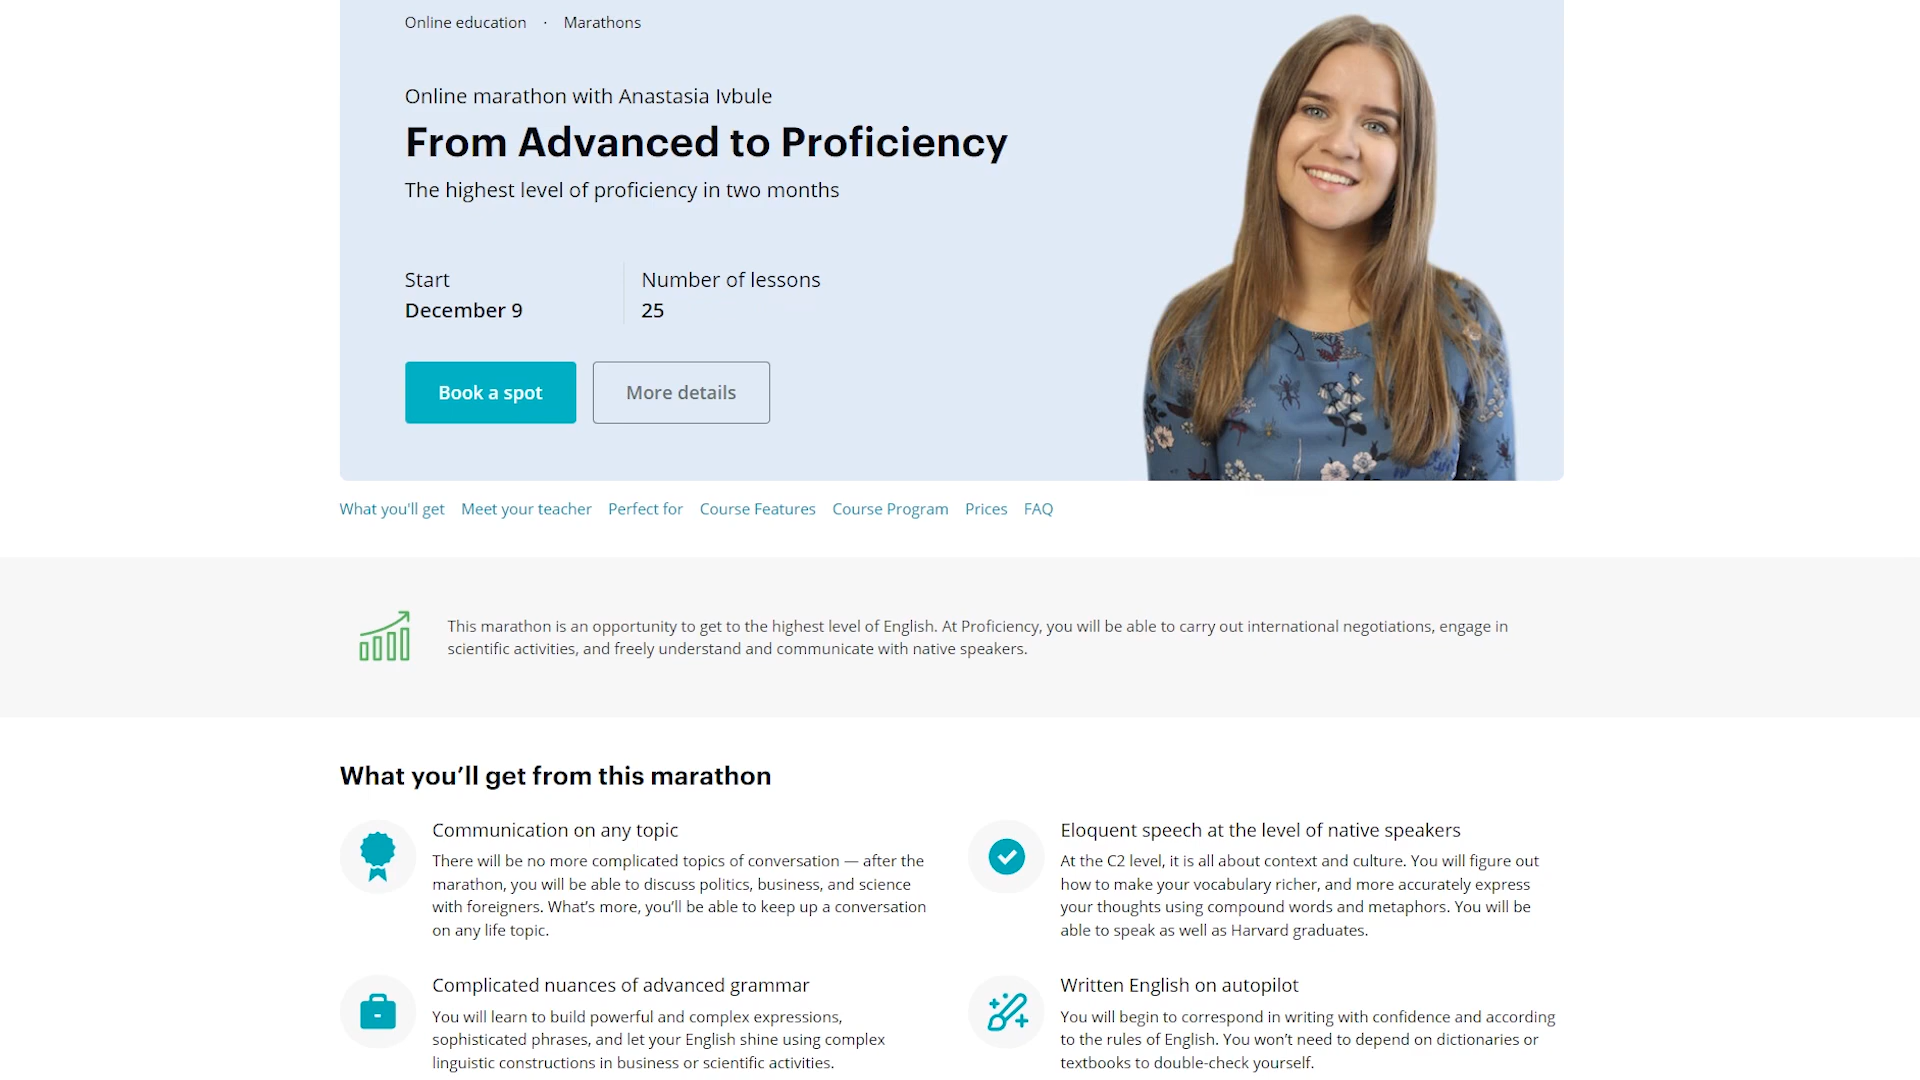 Online education · Marathons
Online marathon with Anastasia Ivbule
From Advanced to Proficiency
The highest level of proficiency in two months
Start
December 9
Number of lessons
25
Book a spot
More details
What you'll get Meet your teacher Perfect for Course Features Course Program Prices FAQ
This marathon is an opportunity to get to the highest level of English. At Proficiency, you will be able to carry out international negotiations, engage in
scientific activities, and freely understand and communicate with native speakers.
What you’ll get from this marathon
Communication on any topic
There will be no more complicated topics of conversation — after the
marathon, you will be able to discuss politics, business, and science
with foreigners. What’s more, you’ll be able to keep up a conversation
on any life topic.
Eloquent speech at the level of native speakers
At the C2 level, it is all about context and culture. You will figure out
how to make your vocabulary richer, and more accurately express
your thoughts using compound words and metaphors. You will be
able to speak as well as Harvard graduates.
Complicated nuances of advanced grammar
You will learn to build powerful and complex expressions,
sophisticated phrases, and let your English shine using complex
linguistic constructions in business or scientific activities.
Written English on autopilot
You will begin to correspond in writing with confidence and according
to the rules of English. You won’t need to depend on dictionaries or
textbooks to double-check yourself.